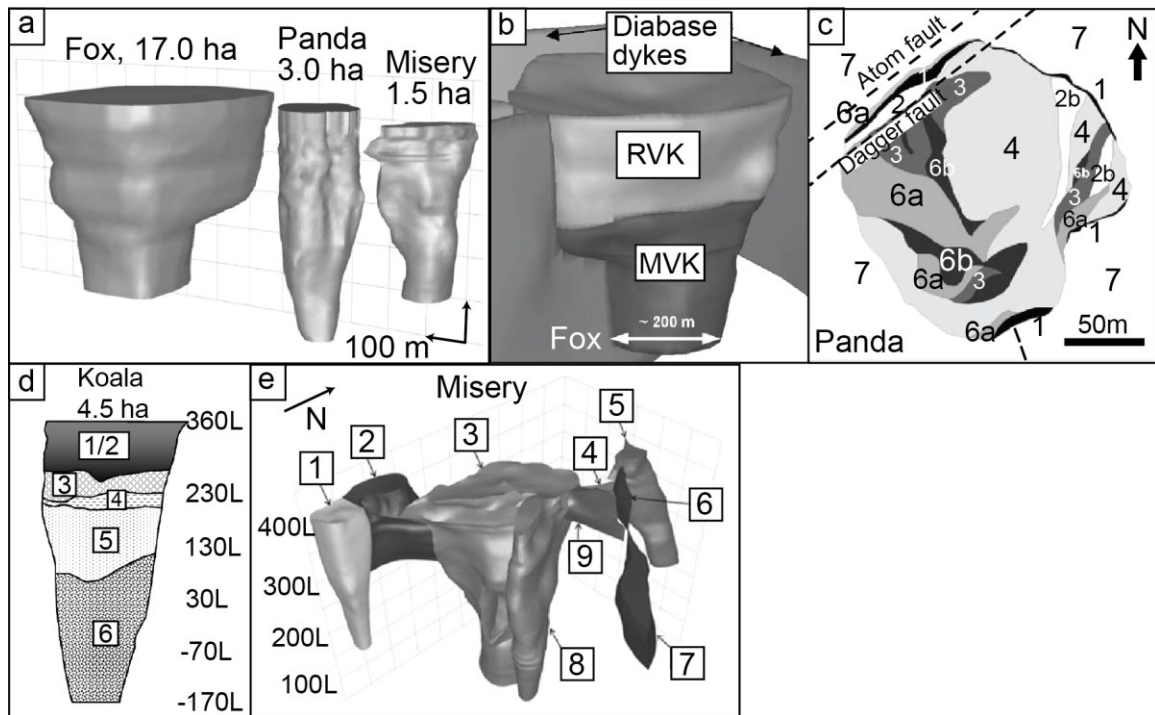 a
Fox, 17.0 ha
Panda
3.0 ha
Misery
1.5 ha
100 m
b
Diabase
dykes
RVK
MVK
~ 200 m
Fox
c
N
7
Atom fault
7
1
6a
2
Dagger fault
3
2b
1
4
3
6b
4
6b
2b
3
4
6a
6a
1
7
6b
6a
3
7
6a
1
Panda
50m
d
Koala
4.5 ha
360L
1/2
3
230L
4
5
130L
30L
6
-70L
-170L
e
Misery
N
1
2
3
4
5
6
400L
300L
9
200L
100L
8
7